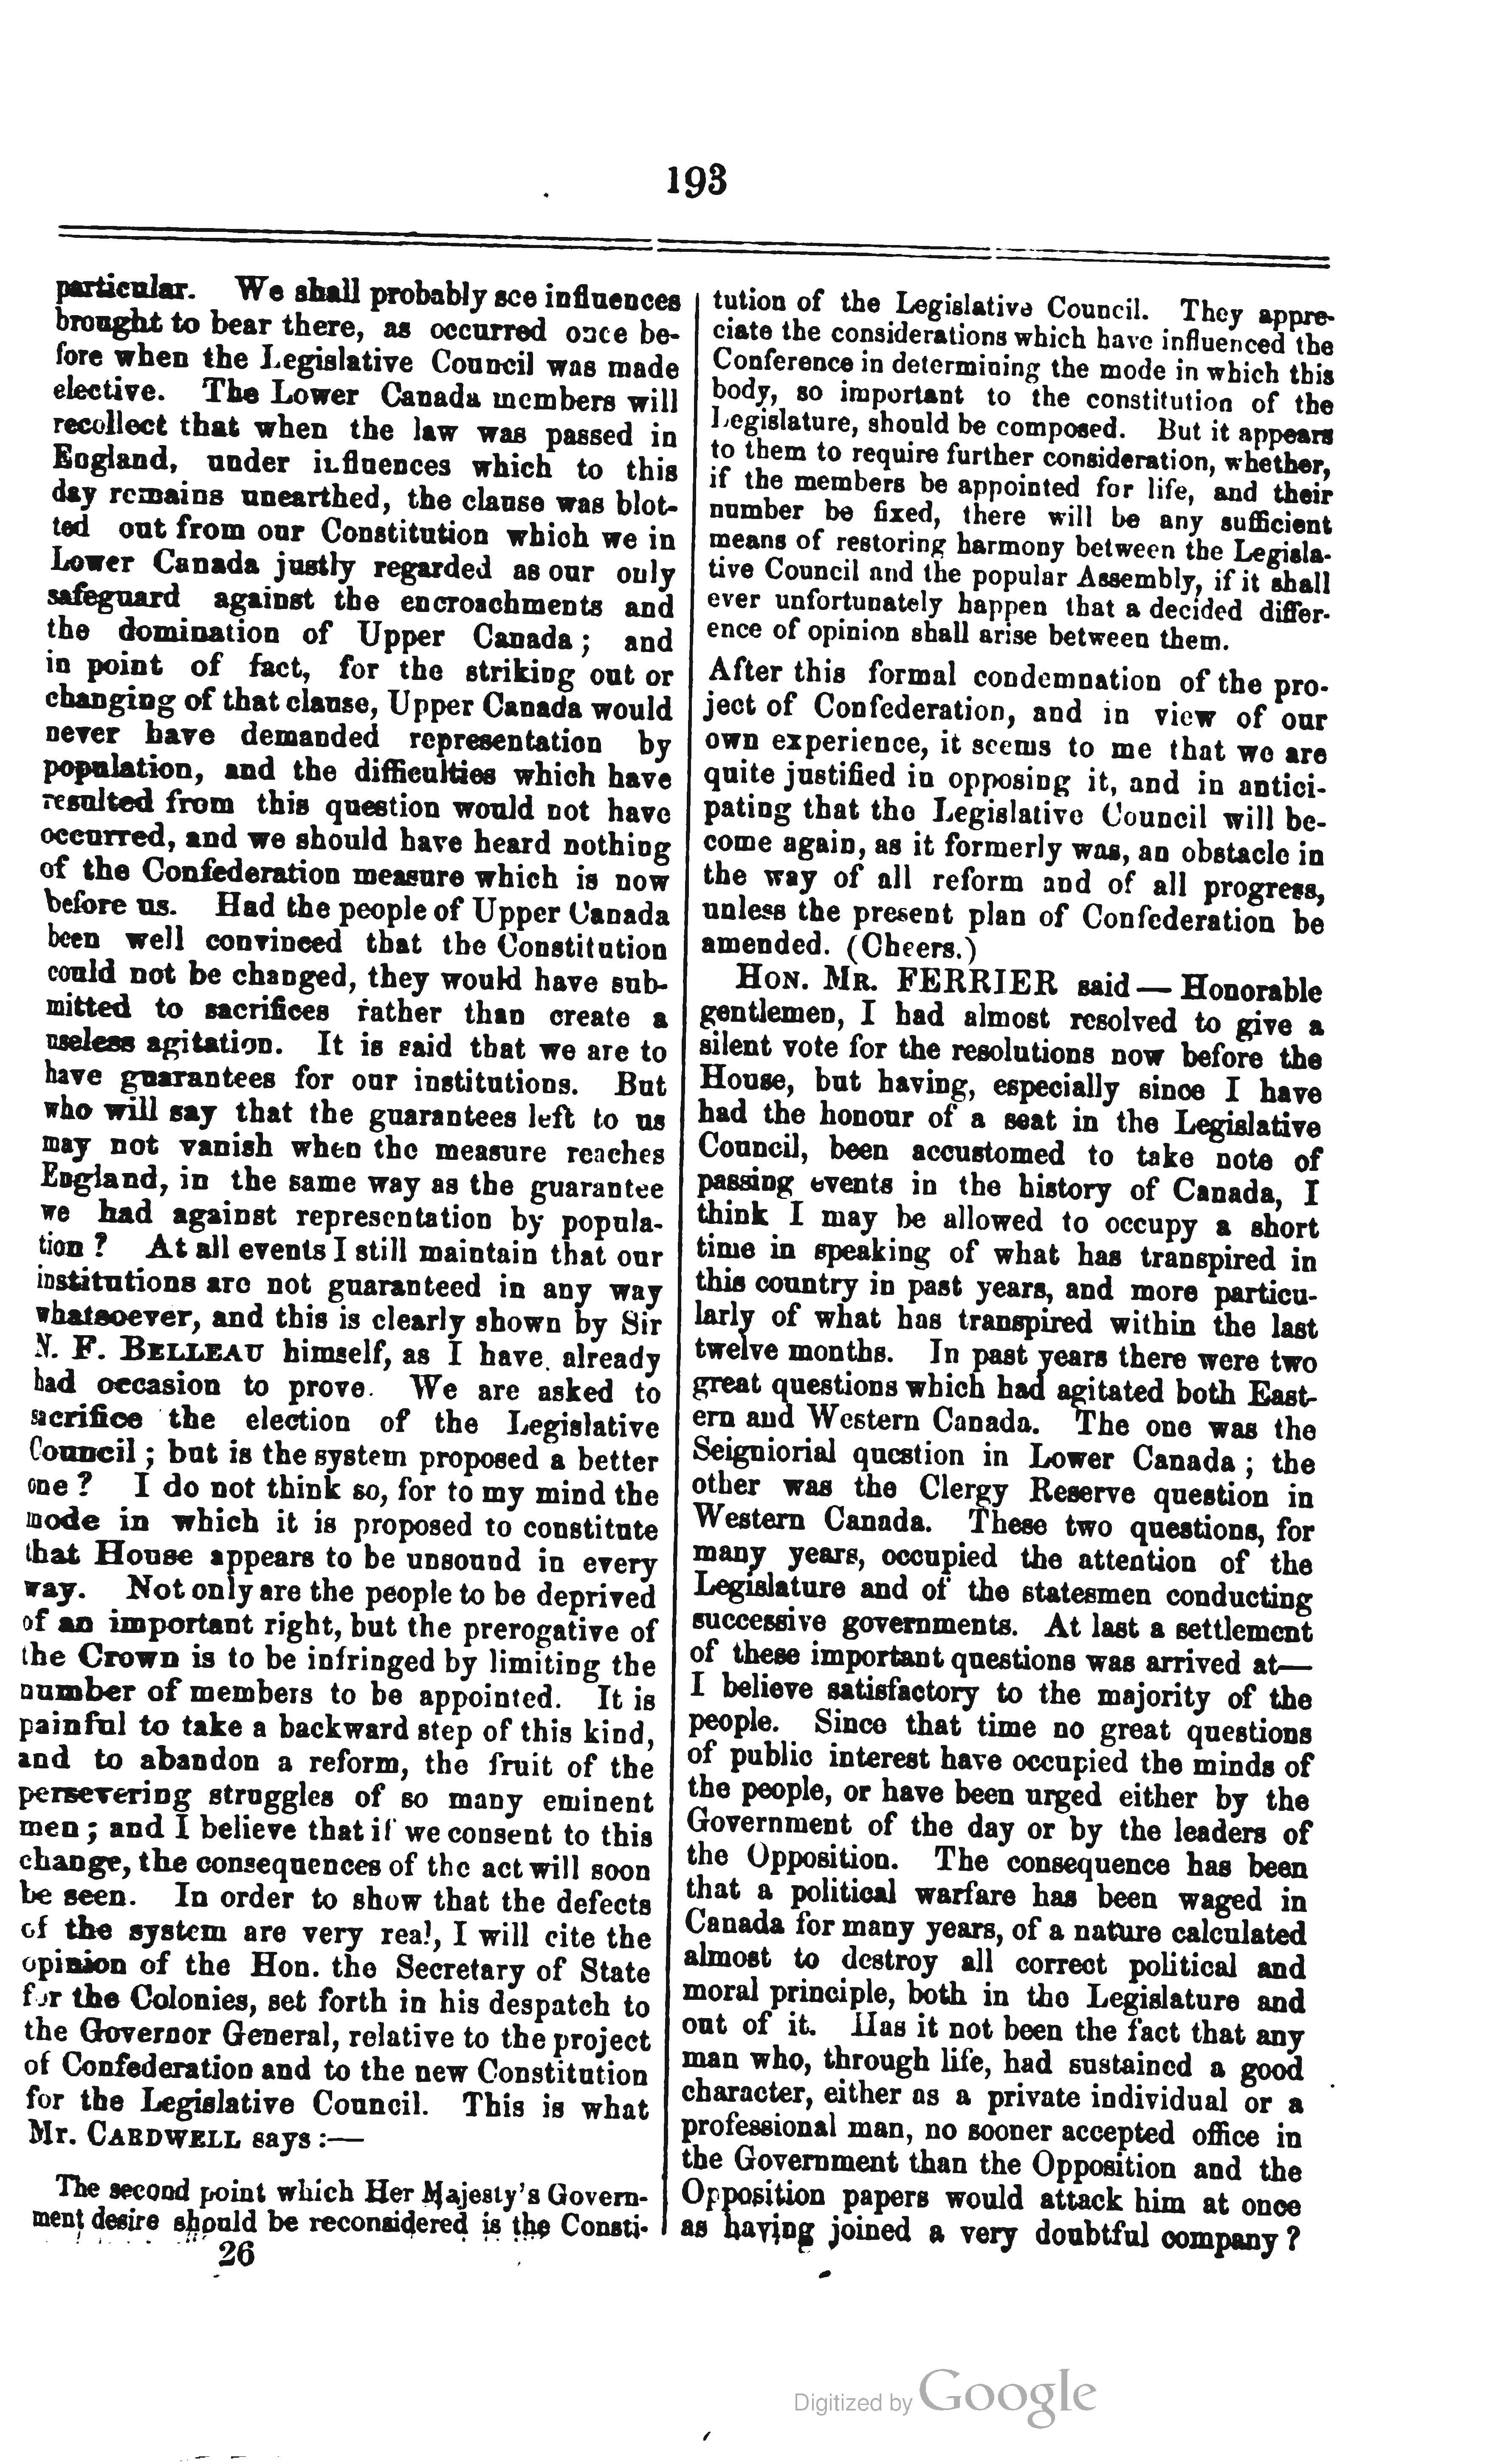 193
particular. We shall probably see influences
brought to bear there, as occurred once be-
fore when the Legislative Council was made
elective. The Lower Canada members will
recollect that when the law was passed in
England, under influences which to this
day remains unearthed, the clause was blot-
ted out from our Constitution which we in
Lower Canada justly regarded as our only
safeguard against the encroachments and
the domination of Upper Canada; and
in point of fact, for the striking out or
changing of that clause, Upper Canada would
never have demanded representation by
population, and the difficulties which have
resulted from this question would not have
occurred, and we should have heard nothing
of the Confederation measure which is now
before us. Had the people of Upper Canada
been well convinced that the Constitution
could not be changed, they would have sub-
mitted to sacrifices rather than create a
useless agitation. It is said that we are to
have guarantees for our institutions. But
who will say that the guarantees left to us
may not vanish when the measure reaches
England, in the same way as the guarantee
we had against representation by popula-
tion? At all events I still maintain that our
institutions are not guaranteed in any way
whatsoever, and this is clearly shown by Sir
N. F. BELLEAU himself, as I have already
had occasion to prove. We are asked to
sacrifice the election of the Legislative
Council; but is the system proposed a better
one? I do not think so, for to my mind the
mode in which it is proposed to constitute
that House appears to be unsound in every
way. Not only are the people to be deprived
of an important right, but the prerogative of
the Crown is to be infringed by limiting the
number of members to be appointed. It is
painful to take a backward step of this kind,
and to abandon a reform, the fruit of the
persevering struggles of so many eminent
men; and I believe that if we consent to this
change, the consequences of the act will soon
be seen. In order to show that the defects
of the system are very real, I will cite the
opinion of the Hon. the Secretary of State
for the Colonies, set forth in his despatch to
the Governor General, relative to the project
of Confederation and to the new Constitution
for the Legislative Council. This is what
Mr. CARDWELL says:—
The second point which Her Majesty's Govern-
ment desire should be reconsidered is the Consti-
26
tution of the Legislative Council. They appre-
ciate the considerations which have influenced the
Conference in determining the mode in which this
body, so important to the constitution of the
Legislature, should be composed. But it appears
to them to require further consideration, whether,
if the members be appointed for life, and their
number be fixed, there will be any sufficient
means of restoring harmony between the Legisla-
tive Council and the popular Assembly, if it shall
ever unfortunately happen that a decided differ-
ence of opinion shall arise between them.
After this formal condemnation of the pro-
ject of Confederation, and in view of our
own experience, it seems to me that we are
quite justified in opposing it, and in antici-
pating that the Legislative Council will be-
come again, as it formerly was, an obstacle in
the way of all reform and of all progress,
unless the present plan of Confederation be
amended. (Cheers.)
HON. MR. FERRIER said—Honorable
gentlemen, I had almost resolved to give a
silent vote for the resolutions now before the
House, but having, especially since I have
had the honour of a seat in the Legislative
Council, been accustomed to take note of
passing events in the history of Canada, I
think I may be allowed to occupy a short
time in speaking of what has transpired in
this country in past years, and more particu-
larly of what has transpired within the last
twelve months. In past years there were two
great questions which had agitated both East-
ern and Western Canada. The one was the
Seigniorial question in Lower Canada; the
other was the Clergy Reserve question in
Western Canada. These two questions, for
many years, occupied the attention of the
Legislature and of the statesmen conducting
successive governments. At last a settlement
of these important questions was arrived at—
I believe satisfactory to the majority of the
people. Since that time no great questions
of public interest have occupied the minds of
the people, or have been urged either by the
Government of the day or by the leaders of
the Opposition. The consequence has been
that a political warfare has been waged in
Canada for many years, of a nature calculated
almost to destroy all correct political and
moral principle, both in the Legislature and
out of it. Has it not been the fact that any
man who, through life, had sustained a good
character, either as a private individual or a
professional man, no sooner accepted office in
the Government than the Opposition and the
Opposition papers would attack him at once
as having joined a very doubtful company?
Digitized by Google